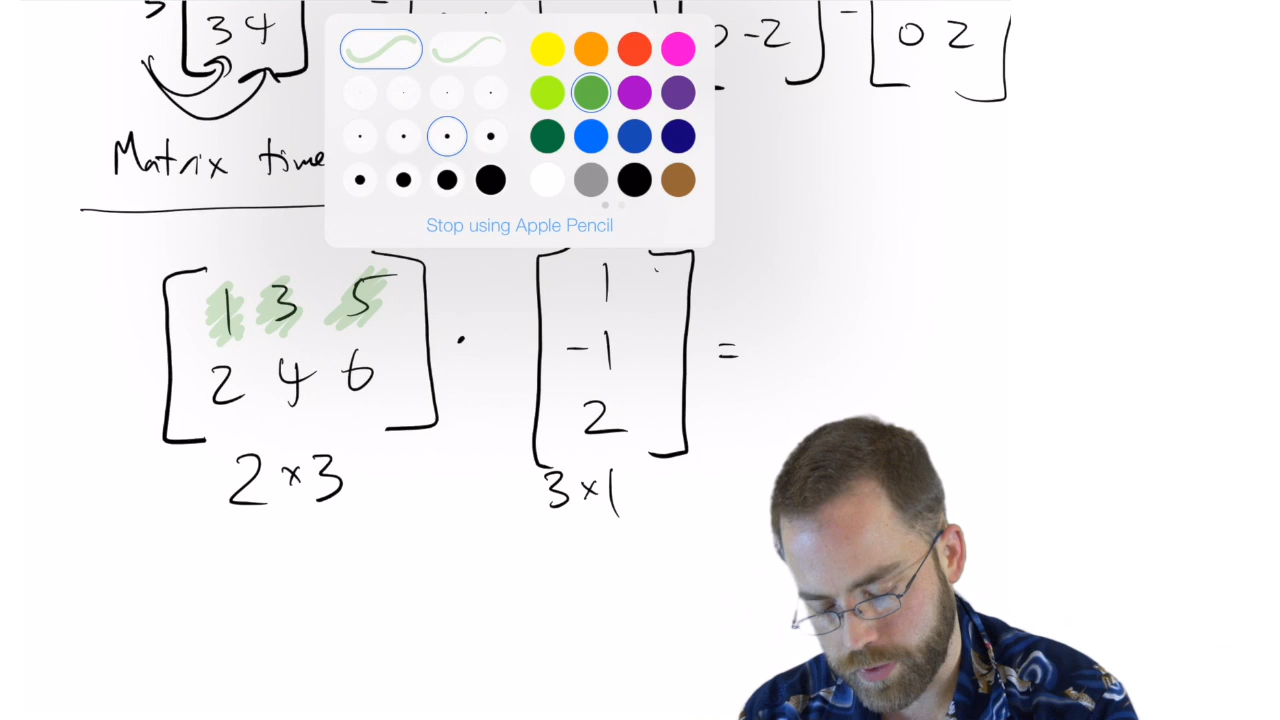 3 4
0 -2
0 2
Matrix time
Stop using Apple Pencil
1 3 5
2 4 6
·
1
-1
2
=
2 × 3
3 × 1